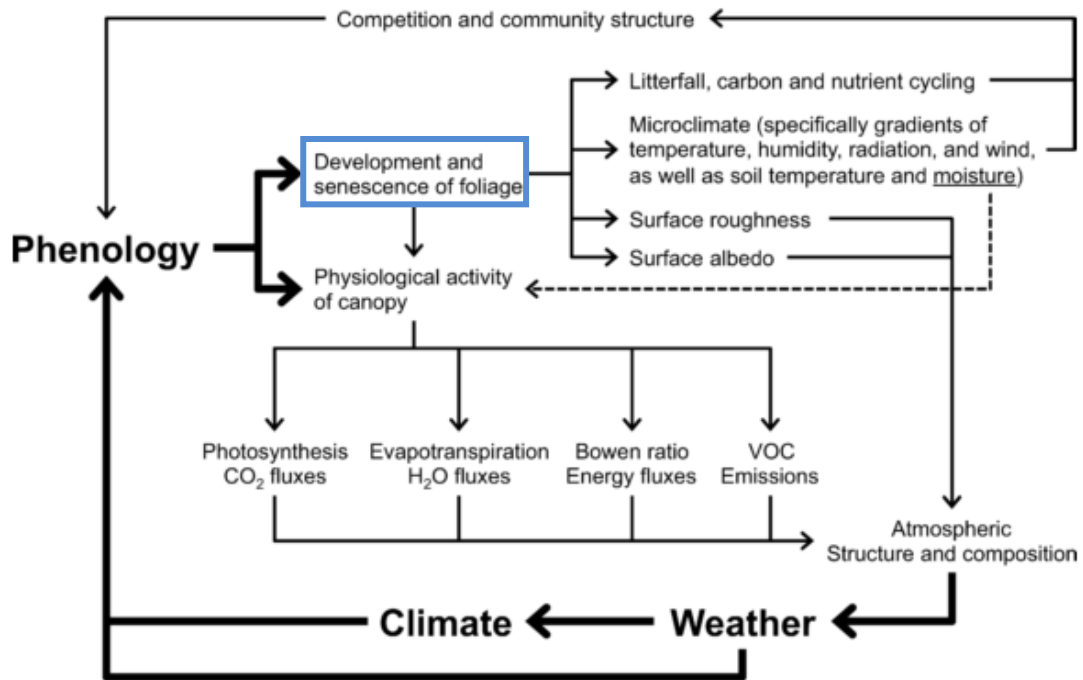 Competition and community structure
Litterfall, carbon and nutrient cycling
Microclimate (specifically gradients of
temperature, humidity, radiation, and wind,
as well as soil temperature and moisture)
Development and
senescence of foliage
Surface roughness
Phenology
Surface albedo
Physiological activity
of canopy
Photosynthesis
CO₂ fluxes
Evapotranspiration
H₂O fluxes
Bowen ratio
Energy fluxes
VOC
Emissions
Atmospheric
Structure and composition
Climate
Weather